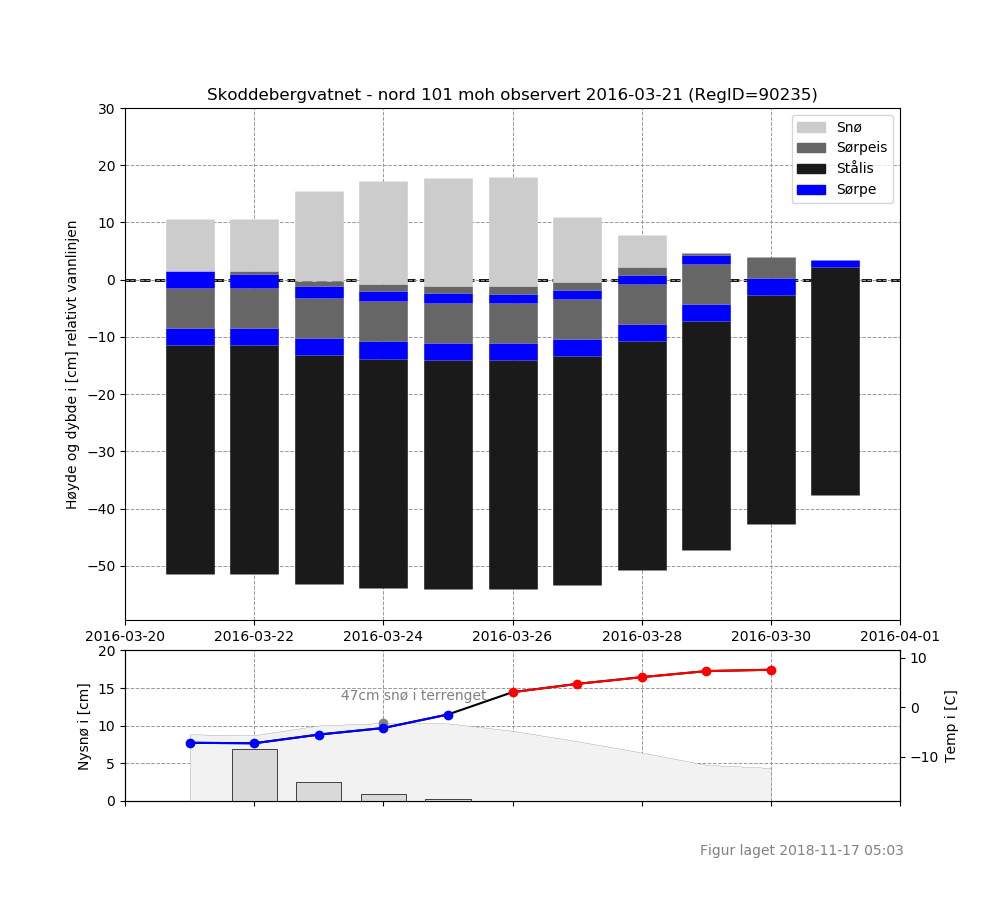 Skoddebergvatnet - nord 101 moh observert 2016-03-21 (RegID=90235)
30
20
10
0
−10
−20
−30
−40
−50
Høyde og dybde i [cm] relativt vannlinjen
Snø
Sørpeis
Stålis
Sørpe
2016-03-20 2016-03-22 2016-03-24 2016-03-26 2016-03-28 2016-03-30 2016-04-01
20
15
10
5
0
Nysnø i [cm]
47cm snø i terrenget
10
0
−10
Temp i [C]
Figur laget 2018-11-17 05:03